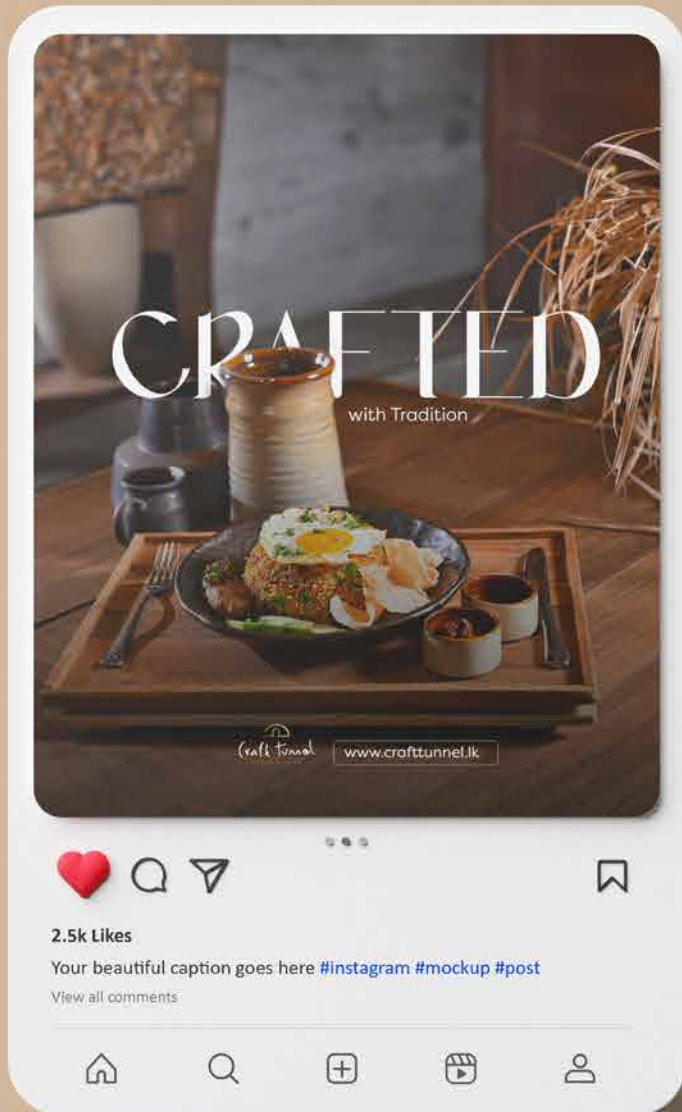 CRAFTED
with Tradition
Craft Tunnel
www.crafttunnel.lk
2.5k Likes
Your beautiful caption goes here #instagram #mockup #post
View all comments